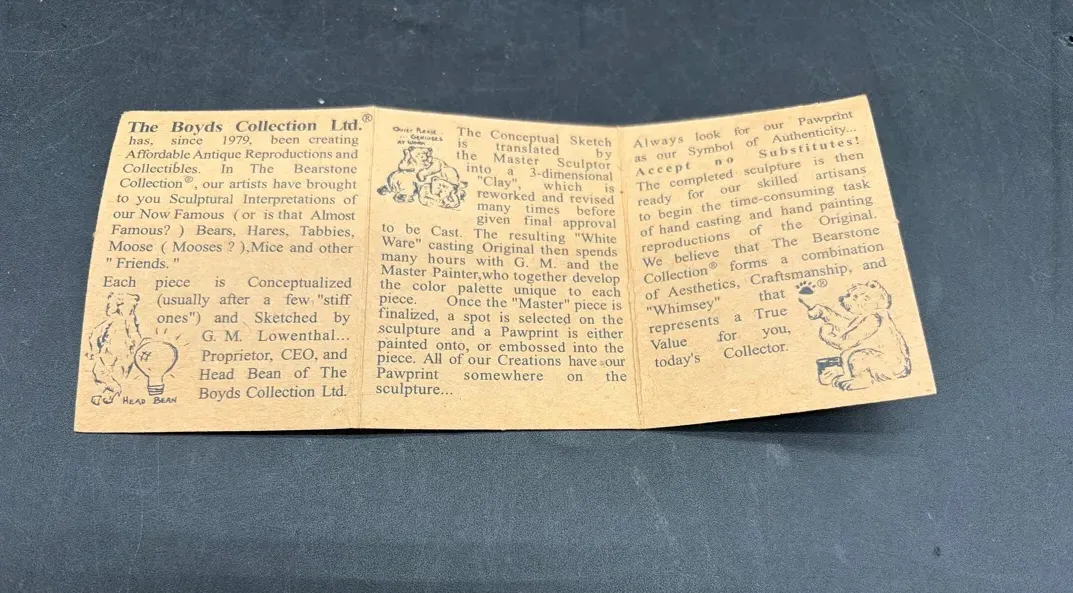 The Boyds Collection Ltd.®
has, since 1979, been creating
Affordable Antique Reproductions and
Collectibles. In The Bearstone
Collection®, our artists have brought
to you Sculptural Interpretations of
our Now Famous ( or is that Almost
Famous? ) Bears, Hares, Tabbies,
Moose ( Mooses ? ),Mice and other
" Friends. "
Each piece is Conceptualized
(usually after a few "stiff
ones") and Sketched by
G. M. Lowenthal...
Proprietor, CEO, and
Head Bean of The
Boyds Collection Ltd.
HEAD BEAN
QUIET PLEASE
... GENIUSES
AT WORK...
The Conceptual Sketch
is translated by
the Master Sculptor
into a 3-dimensional
"Clay", which is
reworked and revised
many times before
given final approval
to be Cast. The resulting "White
Ware" casting Original then spends
many hours with G. M. and the
Master Painter,who together develop
the color palette unique to each
piece. Once the "Master" piece is
finalized, a spot is selected on the
sculpture and a Pawprint is either
painted onto, or embossed into the
piece. All of our Creations have our
Pawprint somewhere on the
sculpture...
Always look for our Pawprint
as our Symbol of Authenticity...
Accept no Substitutes!
The completed sculpture is then
ready for our skilled artisans
to begin the time-consuming task
of hand casting and hand painting
reproductions of the Original.
We believe that The Bearstone
Collection® forms a combination
of Aesthetics, Craftsmanship, and
"Whimsey" that
represents a True
Value for you,
today's Collector.
®